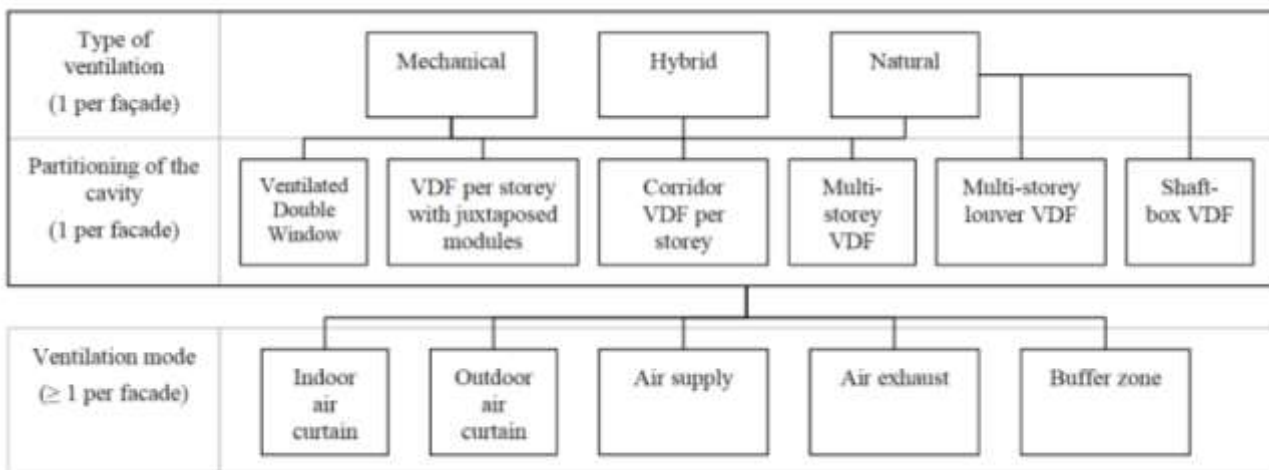 Type of
ventilation
(1 per façade)
Mechanical
Hybrid
Natural
Partitioning of the
cavity
(1 per facade)
Ventilated
Double
Window
VDF per storey
with juxtaposed
modules
Corridor
VDF per
storey
Multi-
storey
VDF
Multi-storey
louver VDF
Shaft-
box VDF
Ventilation mode
(≥ 1 per facade)
Indoor
air
curtain
Outdoor
air
curtain
Air supply
Air exhaust
Buffer zone